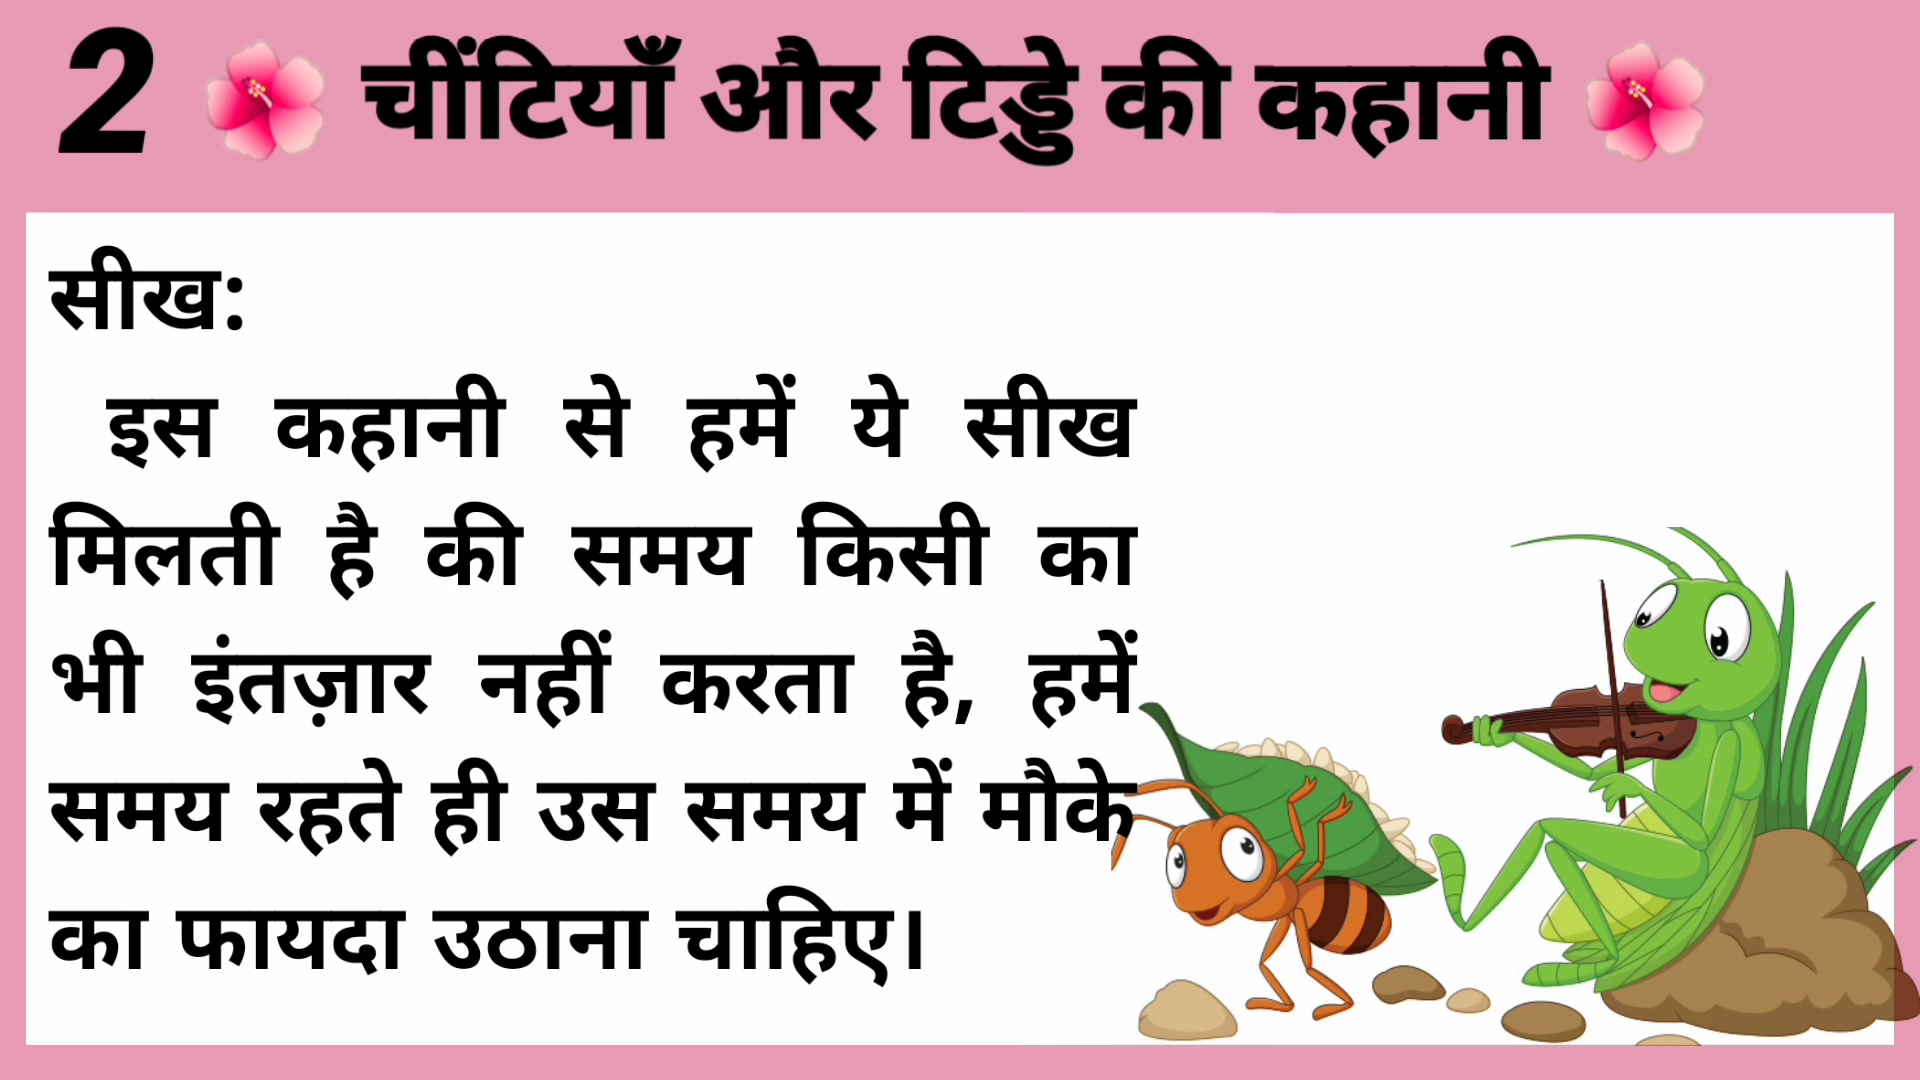 2 चींटियाँ और टिड्डे की कहानी
सीख:
इस कहानी से हमें ये सीख
मिलती है की समय किसी का
भी इंतज़ार नहीं करता है, हमें
समय रहते ही उस समय में मौके
का फायदा उठाना चाहिए।